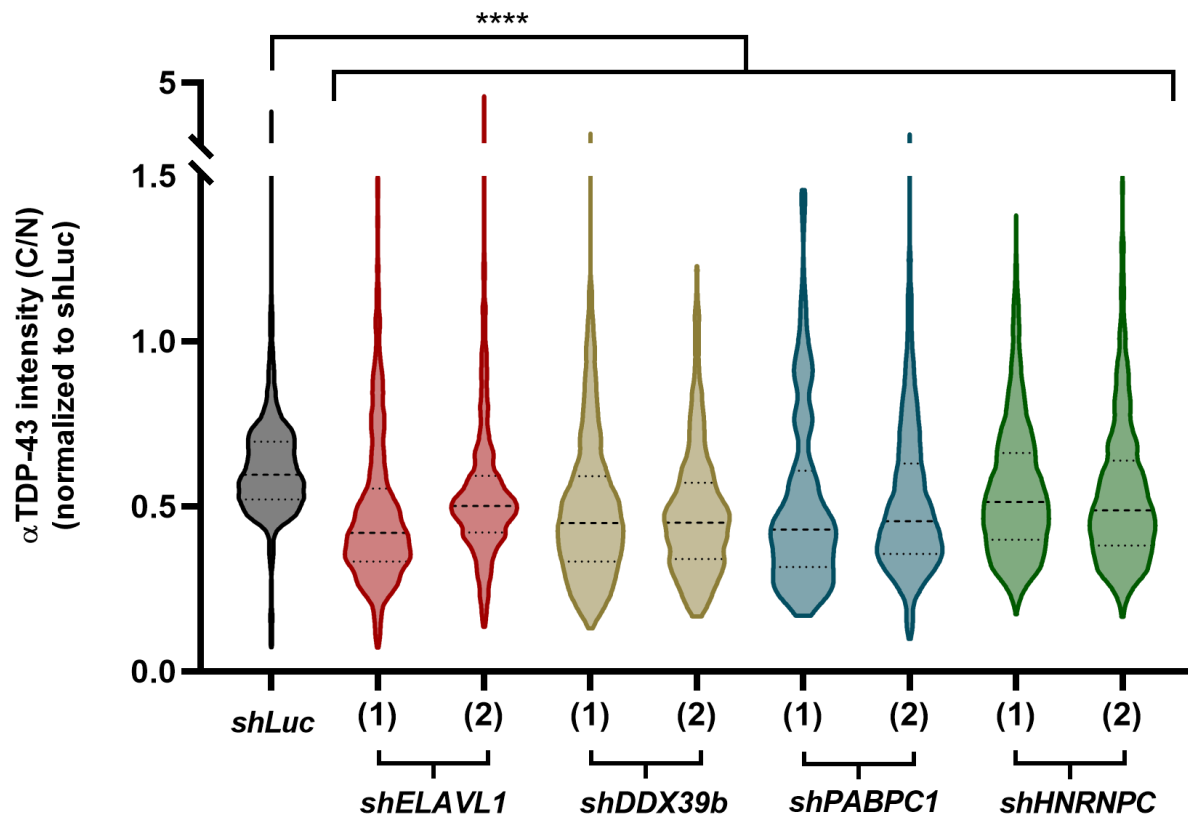 ****
5
1.5
1.0
0.5
0.0
α TDP-43 intensity (C/N)
(normalized to shLuc)
shLuc (1) (2) (1) (2) (1) (2) (1) (2)
shELAVL1 shDDX39b shPABPC1 shHNRNPC